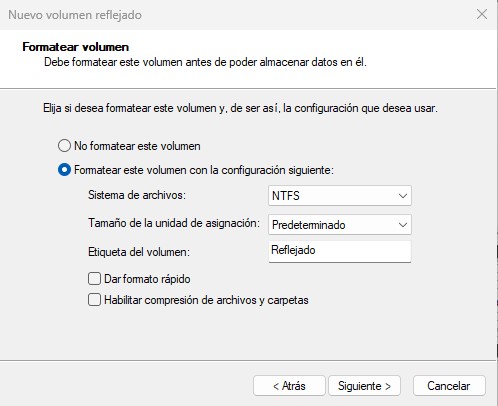 Nuevo volumen reflejado
Formatear volumen
Debe formatear este volumen antes de poder almacenar datos en él.
Elija si desea formatear este volumen y, de ser así, la configuración que desea usar.
No formatear este volumen
Formatear este volumen con la configuración siguiente:
Sistema de archivos: NTFS
Tamaño de la unidad de asignación: Predeterminado
Etiqueta del volumen: Reflejado
Dar formato rápido
Habilitar compresión de archivos y carpetas
< Atrás Siguiente > Cancelar